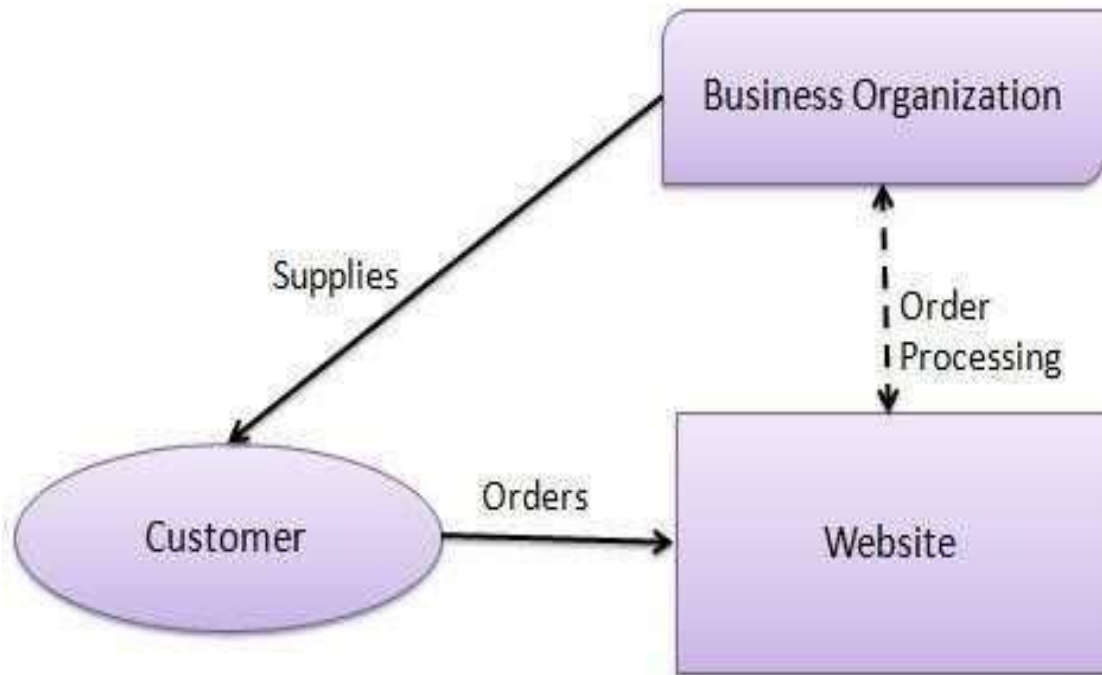 Business Organization
Supplies
Order
Processing
Orders
Customer
Website